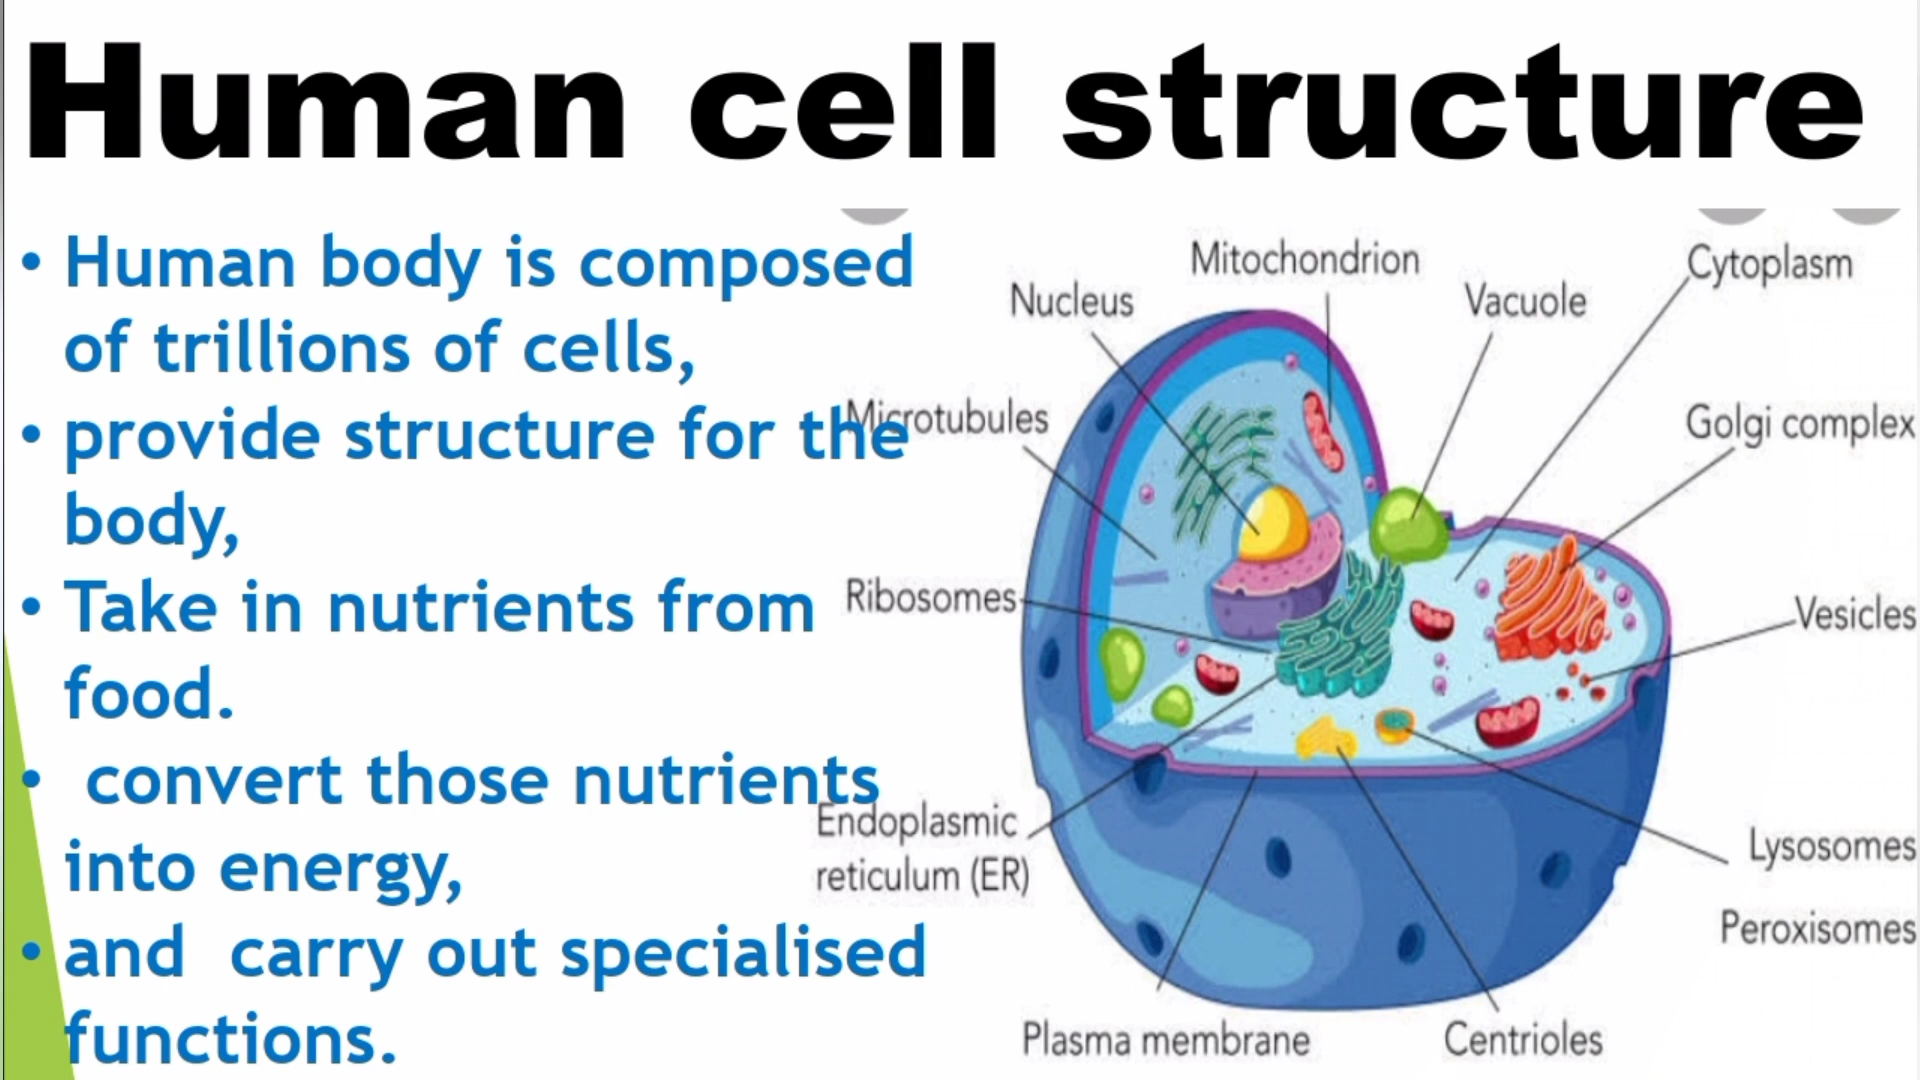 Human cell structure
• Human body is composed
of trillions of cells,
• provide structure for the
body,
• Take in nutrients from
food.
• convert those nutrients
into energy,
• and carry out specialised
functions.
Mitochondrion
Cytoplasm
Nucleus
Vacuole
Microtubules
Golgi complex
Ribosomes
Vesicles
Endoplasmic
reticulum (ER)
Lysosomes
Peroxisomes
Plasma membrane
Centrioles